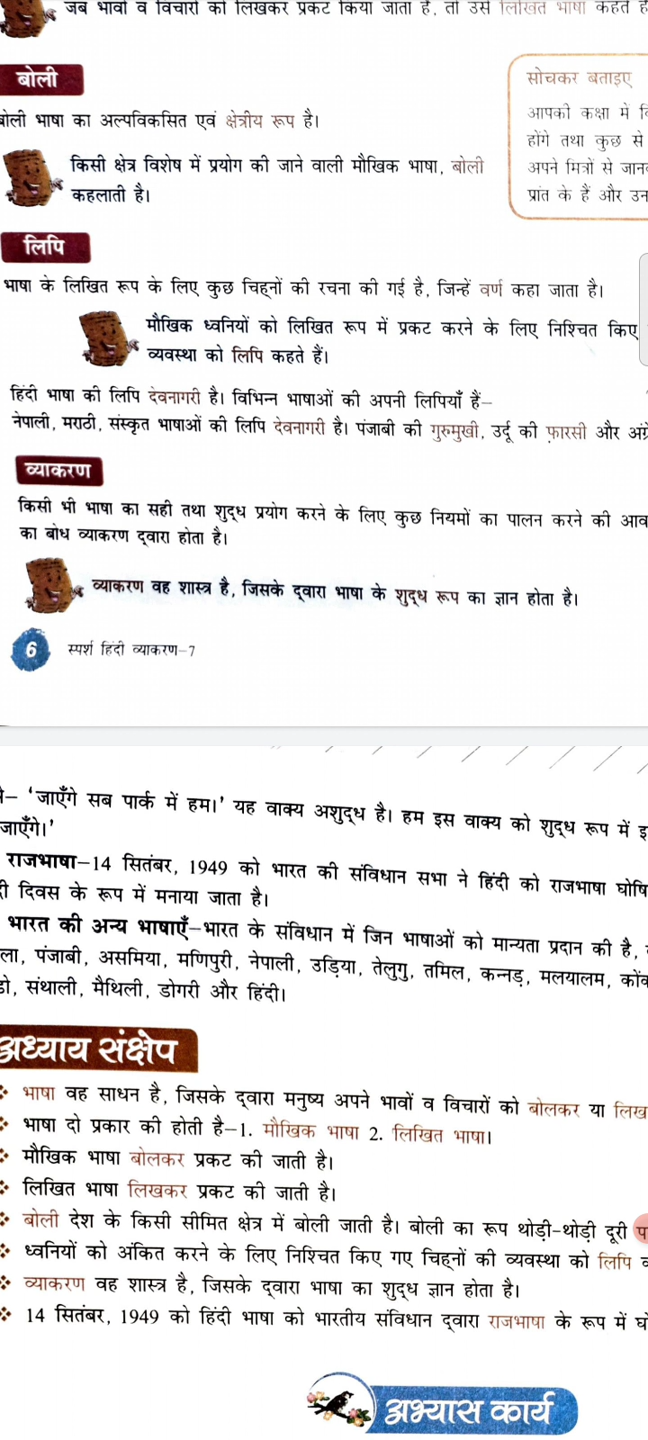 जब भावों व विचारों को लिखकर प्रकट किया जाता है, तो उसे लिखित भाषा कहते
बोली
बोली भाषा का अल्पविकसित एवं क्षेत्रीय रूप है।
किसी क्षेत्र विशेष में प्रयोग की जाने वाली मौखिक भाषा, बोली
कहलाती है।
सोचकर बताइए
आपकी कक्षा में
होंगे तथा कुछ से
अपने मित्रों से
प्रांत के हैं और
लिपि
भाषा के लिखित रूप के लिए कुछ चिह्नों की रचना की गई है, जिन्हें वर्ण कहा जाता है।
मौखिक ध्वनियों को लिखित रूप में प्रकट करने के लिए निश्चित किए
व्यवस्था को लिपि कहते हैं।
हिंदी भाषा की लिपि देवनागरी है। विभिन्न भाषाओं की अपनी लिपियाँ हैं–
नेपाली, मराठी, संस्कृत भाषाओं की लिपि देवनागरी है। पंजाबी की गुरुमुखी, उर्दू की फ़ारसी और
व्याकरण
किसी भी भाषा का सही तथा शुद्ध प्रयोग करने के लिए कुछ नियमों का पालन करने की
का बोध व्याकरण द्वारा होता है।
व्याकरण वह शास्त्र है, जिसके द्वारा भाषा के शुद्ध रूप का ज्ञान होता है।
6 स्पर्श हिंदी व्याकरण–7
‘जाएँगे सब पार्क में हम।’ यह वाक्य अशुद्ध है। हम इस वाक्य को शुद्ध रूप में
जाएँगे।’
राजभाषा–14 सितंबर, 1949 को भारत की संविधान सभा ने हिंदी को राजभाषा
दिवस के रूप में मनाया जाता है।
भारत की अन्य भाषाएँ–भारत के संविधान में जिन भाषाओं को मान्यता प्रदान की है,
पंजाबी, असमिया, मणिपुरी, नेपाली, उड़िया, तेलुगु, तमिल, कन्नड़, मलयालम,
संथाली, मैथिली, डोगरी और हिंदी।
अध्याय संक्षेप
भाषा वह साधन है, जिसके द्वारा मनुष्य अपने भावों व विचारों को बोलकर या
भाषा दो प्रकार की होती है–1. मौखिक भाषा 2. लिखित भाषा।
मौखिक भाषा बोलकर प्रकट की जाती है।
लिखित भाषा लिखकर प्रकट की जाती है।
बोली देश के किसी सीमित क्षेत्र में बोली जाती है। बोली का रूप थोड़ी-थोड़ी दूरी
ध्वनियों को अंकित करने के लिए निश्चित किए गए चिह्नों की व्यवस्था को लिपि
व्याकरण वह शास्त्र है, जिसके द्वारा भाषा का शुद्ध ज्ञान होता है।
14 सितंबर, 1949 को हिंदी भाषा को भारतीय संविधान द्वारा राजभाषा के रूप में
अभ्यास कार्य